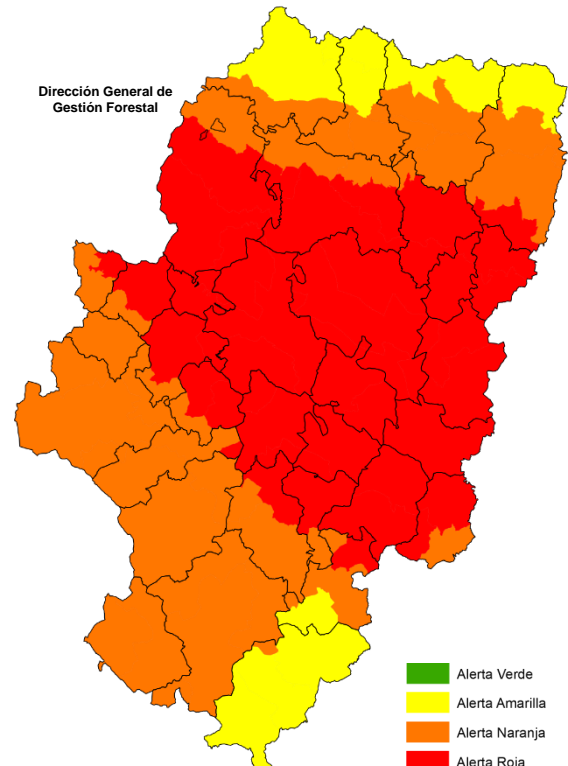 Dirección General de
Gestión Forestal
Alerta Verde
Alerta Amarilla
Alerta Naranja
Alerta Roja